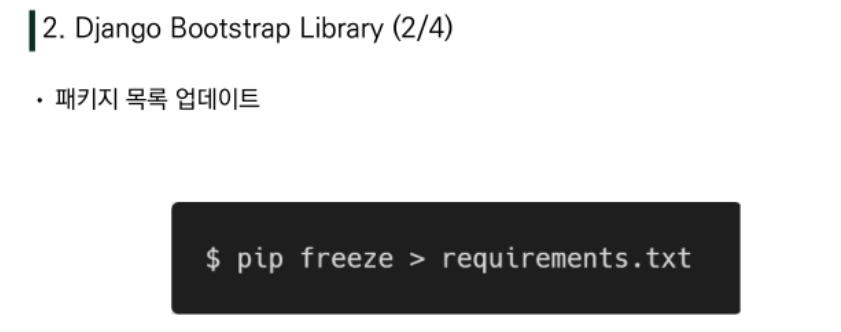 2. Django Bootstrap Library (2/4)
• 패키지 목록 업데이트
$ pip freeze > requirements.txt